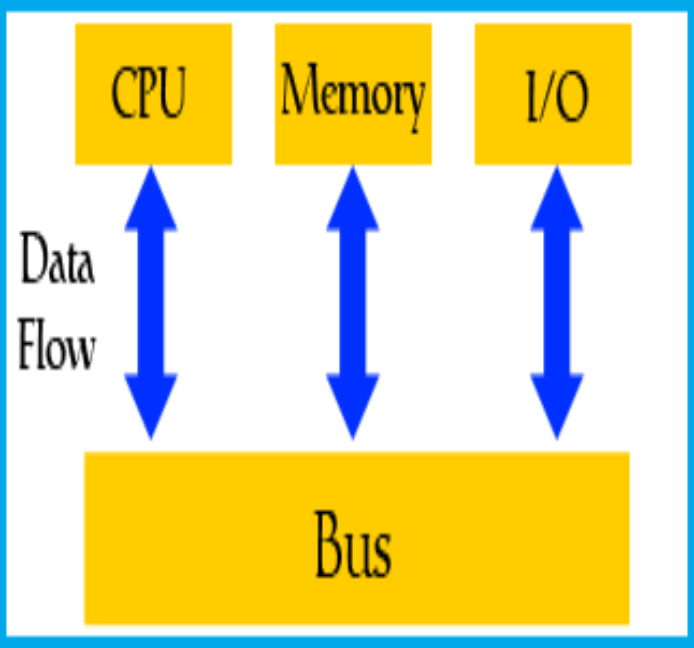 CPU
Memory
I/O
Data
Flow
Bus